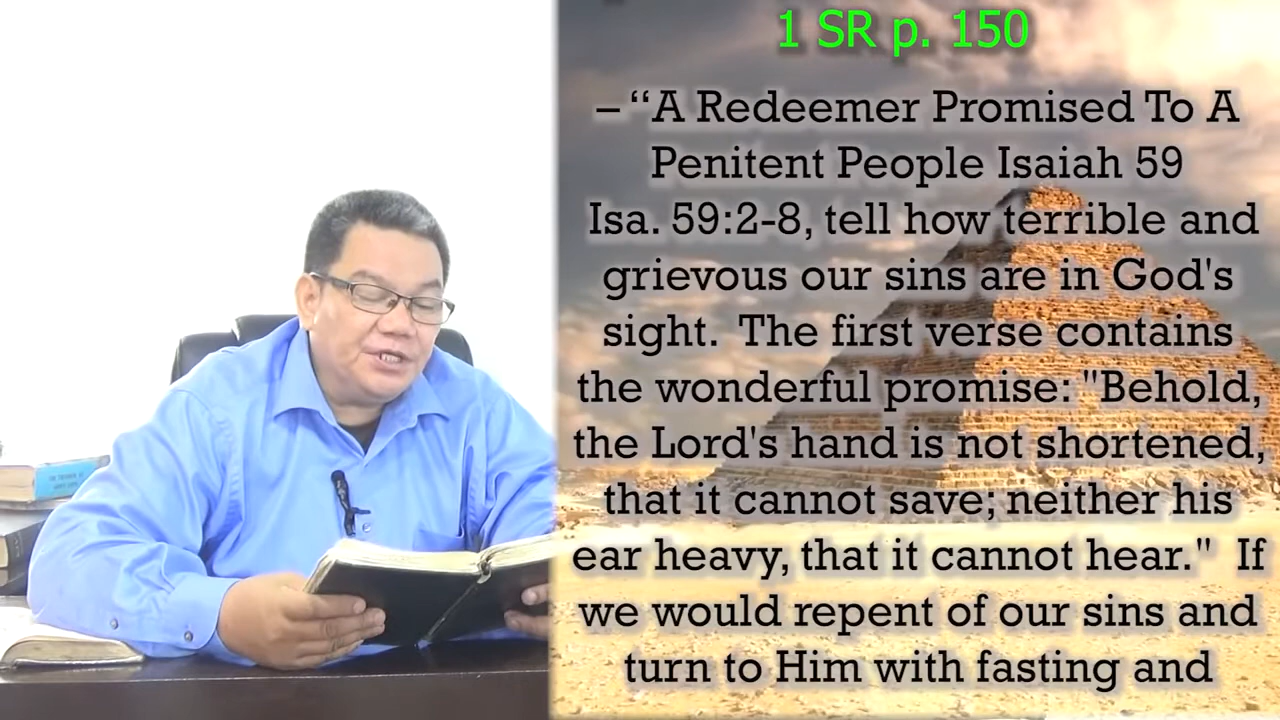 1 SR p. 150
– “A Redeemer Promised To A
Penitent People Isaiah 59
Isa. 59:2-8, tell how terrible and
grievous our sins are in God's
sight.  The first verse contains
the wonderful promise: "Behold,
the Lord's hand is not shortened,
that it cannot save; neither his
ear heavy, that it cannot hear."  If
we would repent of our sins and
turn to Him with fasting and